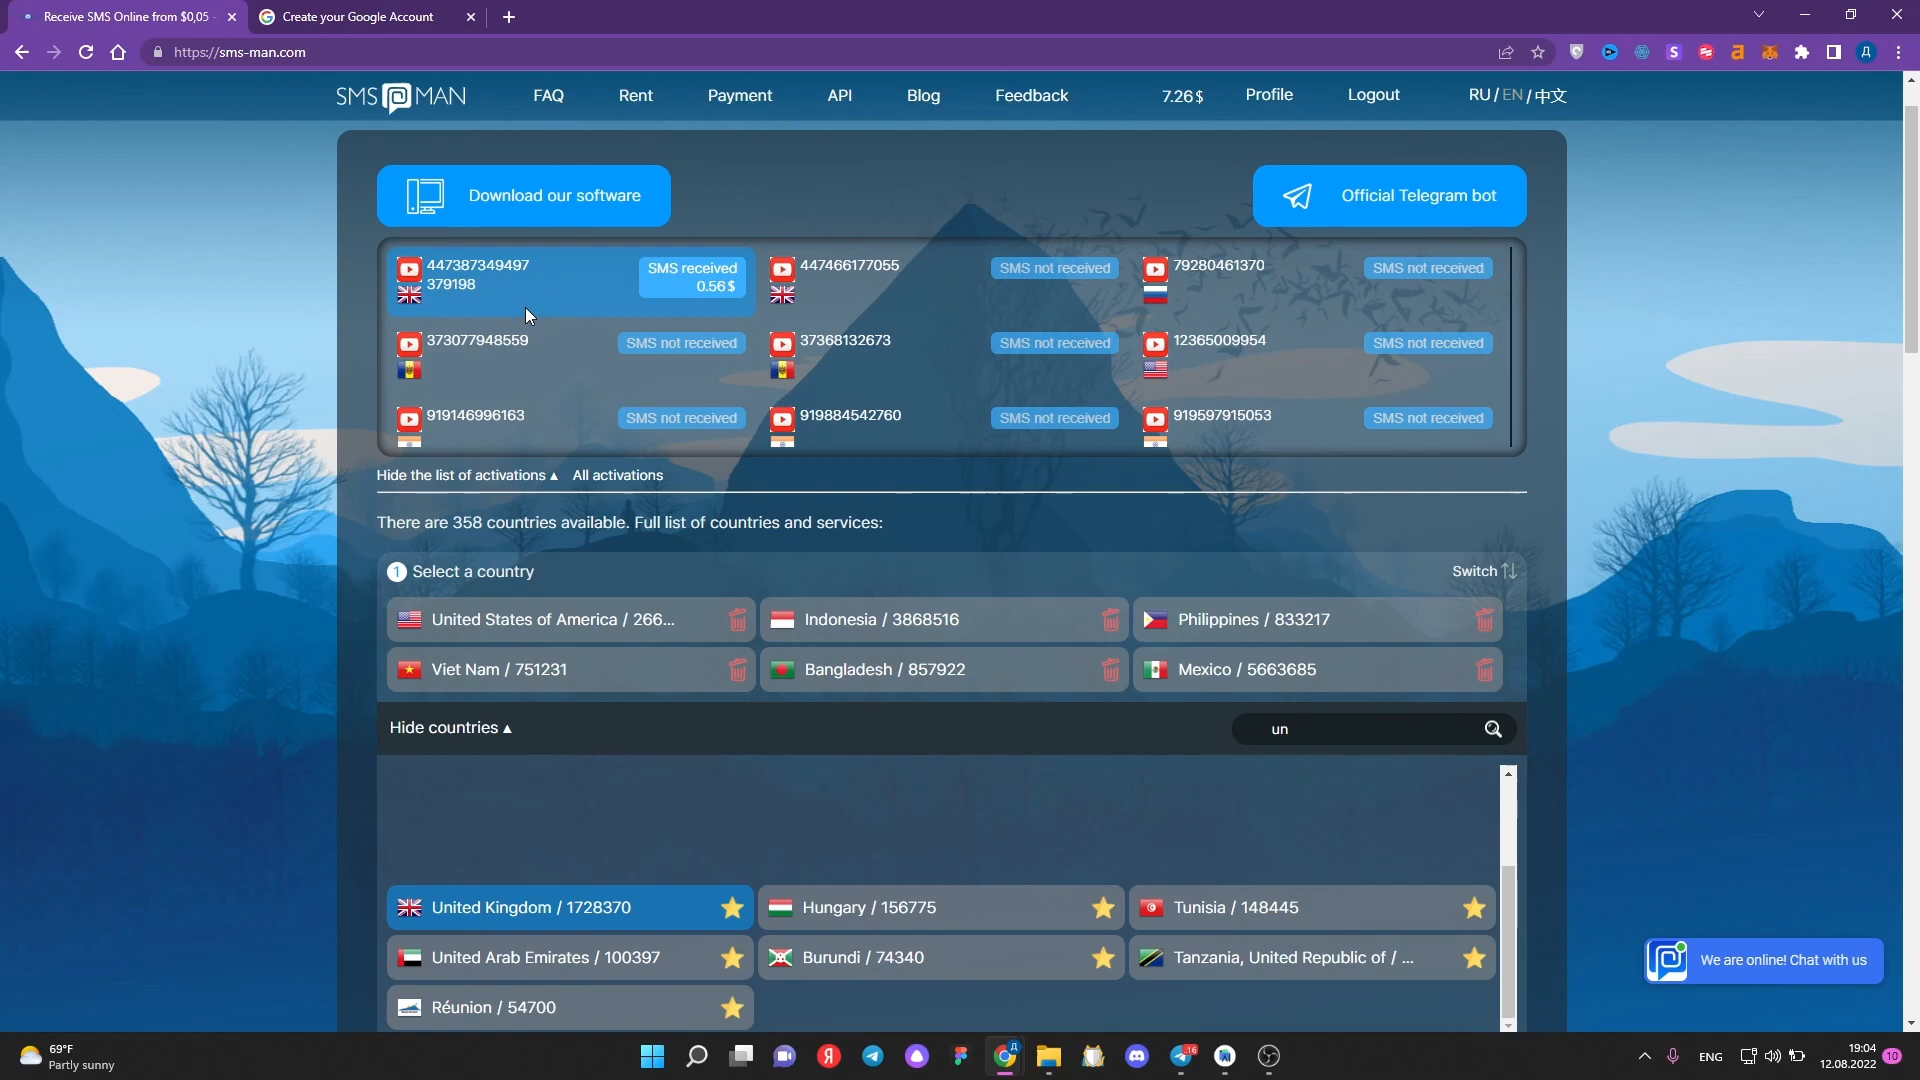 Receive SMS Online from $0,05 -
Create your Google Account
https://sms-man.com
SMS MAN
FAQ
Rent
Payment
API
Blog
Feedback
7.26$
Profile
Logout
RU / EN / 中文
Download our software
Official Telegram bot
447387349497
379198
SMS received
0.56$
447466177055
SMS not received
79280461370
SMS not received
373077948559
SMS not received
37368132673
SMS not received
12365009954
SMS not received
919146996163
SMS not received
919884542760
SMS not received
919597915053
SMS not received
Hide the list of activations ▴ All activations
There are 358 countries available. Full list of countries and services:
1 Select a country
Switch
United States of America / 266...
Indonesia / 3868516
Philippines / 833217
Viet Nam / 751231
Bangladesh / 857922
Mexico / 5663685
Hide countries ▴
un
United Kingdom / 1728370
Hungary / 156775
Tunisia / 148445
United Arab Emirates / 100397
Burundi / 74340
Tanzania, United Republic of / ...
Réunion / 54700
We are online! Chat with us
69°F
Partly sunny
16
ENG
19:04
12.08.2022
10